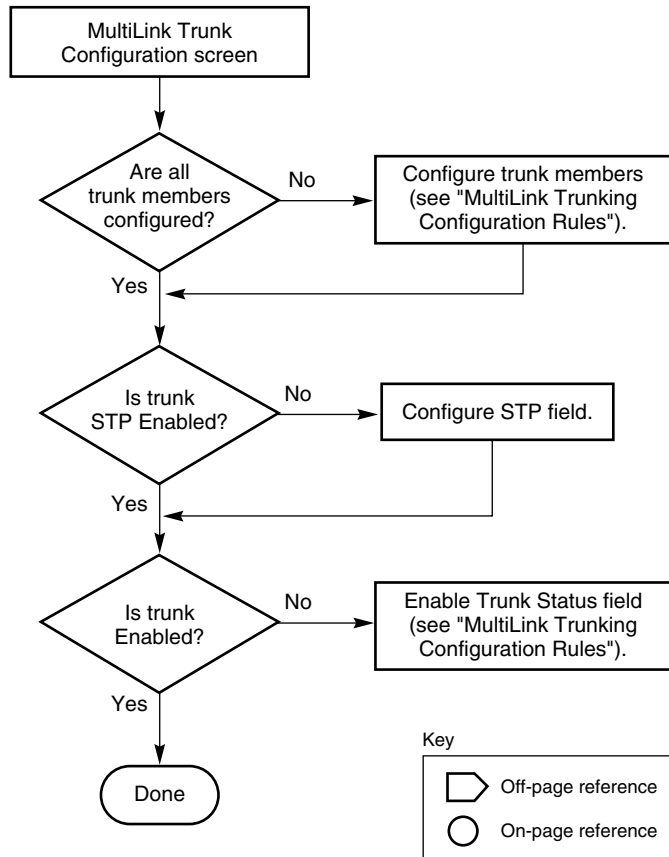 MultiLink Trunk
Configuration screen
Are all
trunk members
configured?
No
Configure trunk members
(see "MultiLink Trunking
Configuration Rules").
Yes
Is trunk
STP Enabled?
No
Configure STP field.
Yes
Is trunk
Enabled?
No
Enable Trunk Status field
(see "MultiLink Trunking
Configuration Rules").
Yes
Done
Key
Off-page reference
On-page reference